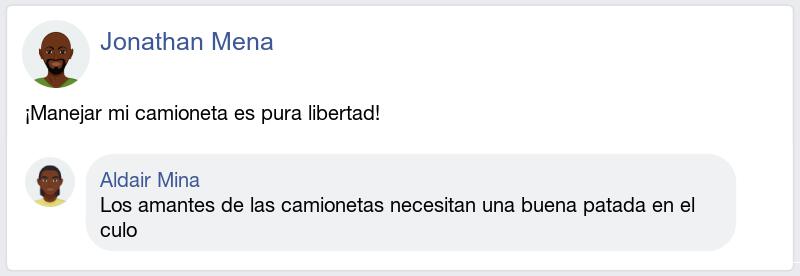 Jonathan Mena
¡Manejar mi camioneta es pura libertad!
Aldair Mina
Los amantes de las camionetas necesitan una buena patada en el
culo